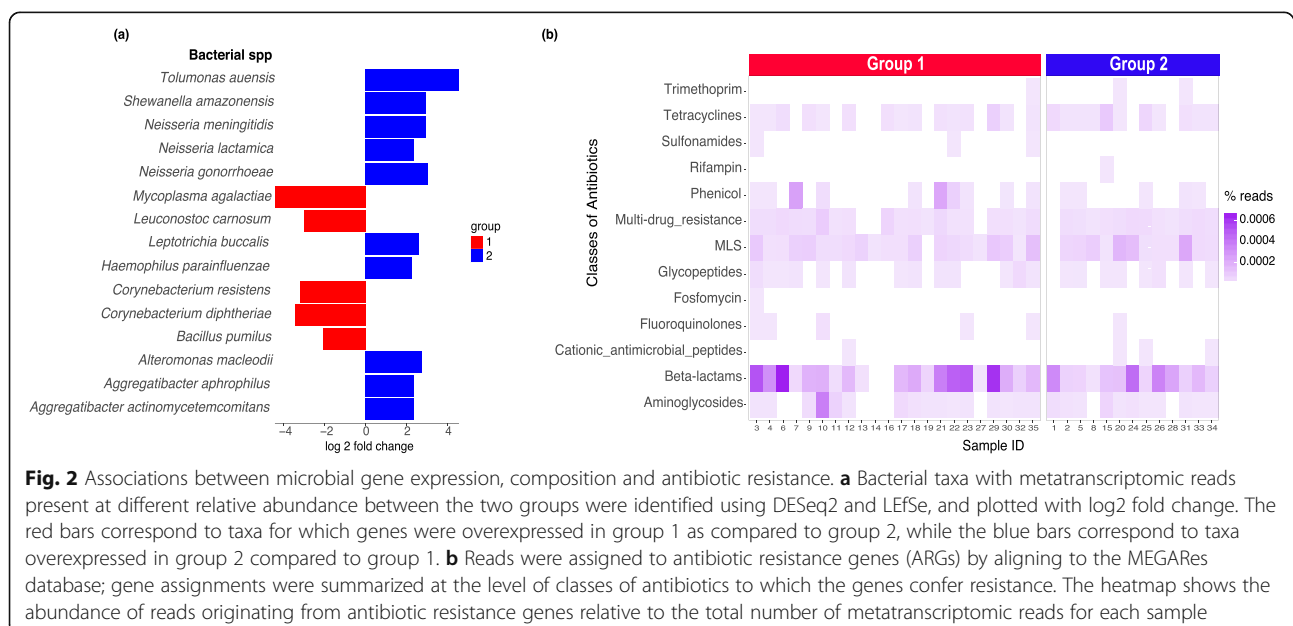 (a)
Bacterial spp
Tolumonas auensis
Shewanella amazonensis
Neisseria meningitidis
Neisseria lactamica
Neisseria gonorrhoeae
Mycoplasma agalactiae
Leuconostoc carnosum
Leptotrichia buccalis
Haemophilus parainfluenzae
Corynebacterium resistens
Corynebacterium diphtheriae
Bacillus pumilus
Alteromonas macleodii
Aggregatibacter aphrophilus
Aggregatibacter actinomycetemcomitans
−4 −2 0 2 4
log 2 fold change
group
1
2
(b)
Group 1 Group 2
Classes of Antibiotics
Trimethoprim
Tetracyclines
Sulfonamides
Rifampin
Phenicol
Multi-drug_resistance
MLS
Glycopeptides
Fosfomycin
Fluoroquinolones
Cationic_antimicrobial_peptides
Beta-lactams
Aminoglycosides
3 4 6 7 9 10 11 12 13 14 16 17 18 19 21 22 23 27 29 30 32 35 1 2 5 8 15 20 24 25 26 28 31 33 34
Sample ID
% reads
0.0006
0.0004
0.0002
Fig. 2 Associations between microbial gene expression, composition and antibiotic resistance. a Bacterial taxa with metatranscriptomic reads
present at different relative abundance between the two groups were identified using DESeq2 and LEfSe, and plotted with log2 fold change. The
red bars correspond to taxa for which genes were overexpressed in group 1 as compared to group 2, while the blue bars correspond to taxa
overexpressed in group 2 compared to group 1. b Reads were assigned to antibiotic resistance genes (ARGs) by aligning to the MEGARes
database; gene assignments were summarized at the level of classes of antibiotics to which the genes confer resistance. The heatmap shows the
abundance of reads originating from antibiotic resistance genes relative to the total number of metatranscriptomic reads for each sample